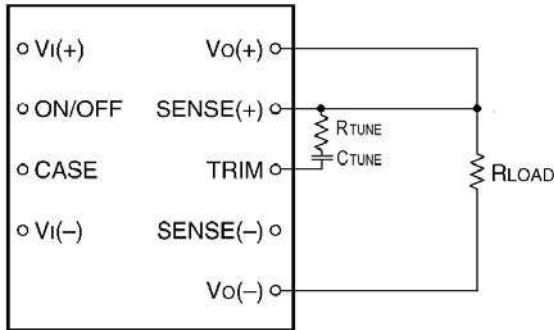 VI(+)
VO(+)
ON/OFF
SENSE(+)
RTUNE
CTUNE
CASE
TRIM
RLOAD
VI(–)
SENSE(–)
VO(–)